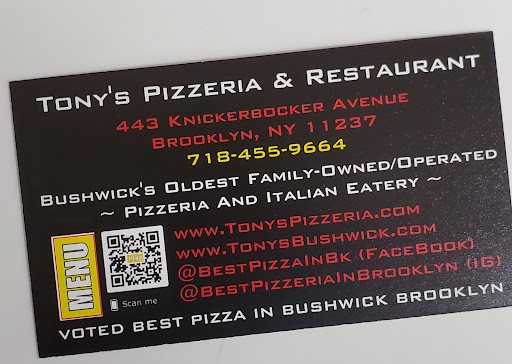 Tony's Pizzeria & Restaurant
443 Knickerbocker Avenue
Brooklyn, NY 11237
718-455-9664
Bushwick's Oldest Family-Owned/Operated
~ Pizzeria And Italian Eatery ~
www.TonysPizzeria.com
www.TonysBushwick.com
@BestPizzaInBk (FaceBook)
@BestPizzeriaInBrooklyn (IG)
MENU
MENU
Scan me
VOTED BEST PIZZA IN BUSHWICK BROOKLYN